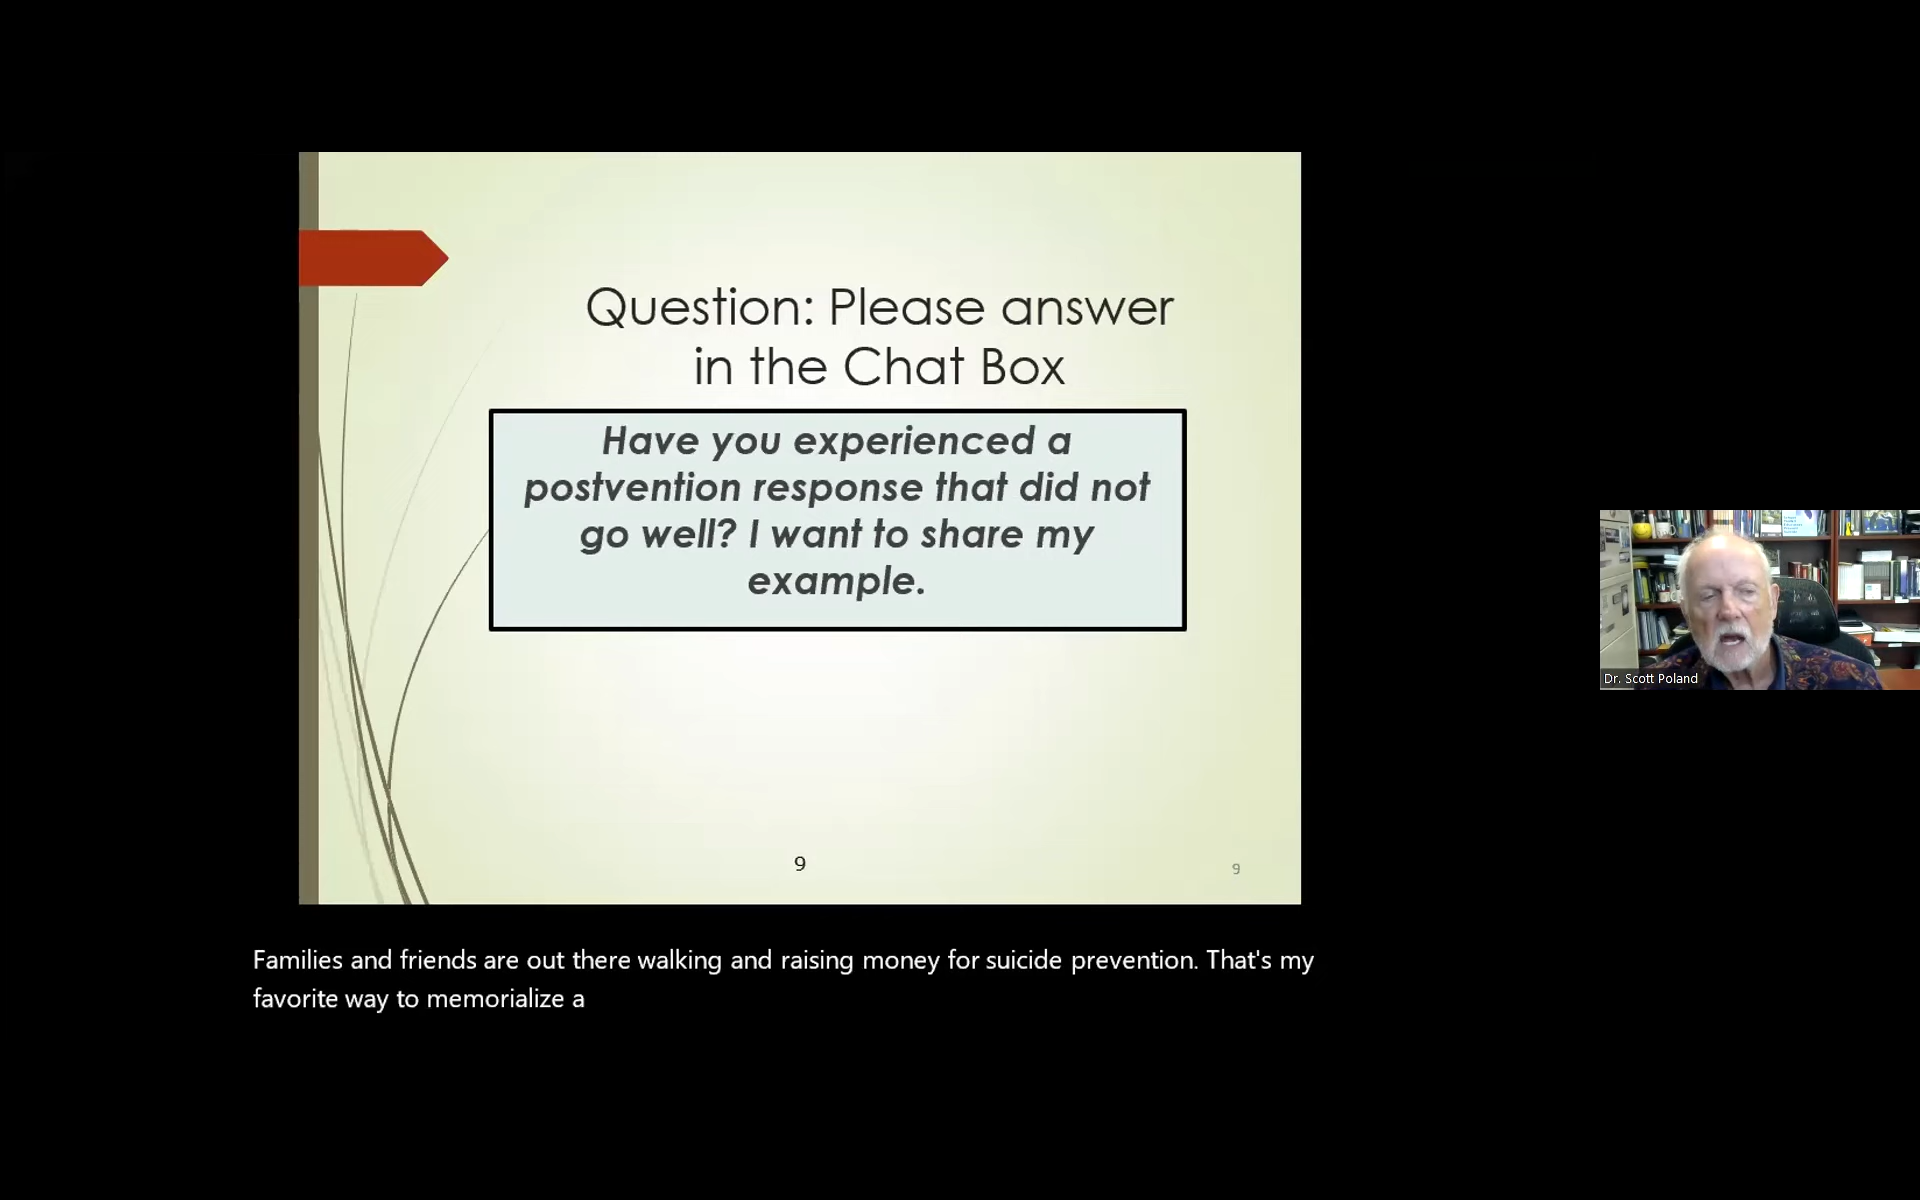 Question: Please answer
in the Chat Box
Have you experienced a
postvention response that did not
go well? I want to share my
example.
9
9
Dr. Scott Poland
Families and friends are out there walking and raising money for suicide prevention. That's my
favorite way to memorialize a